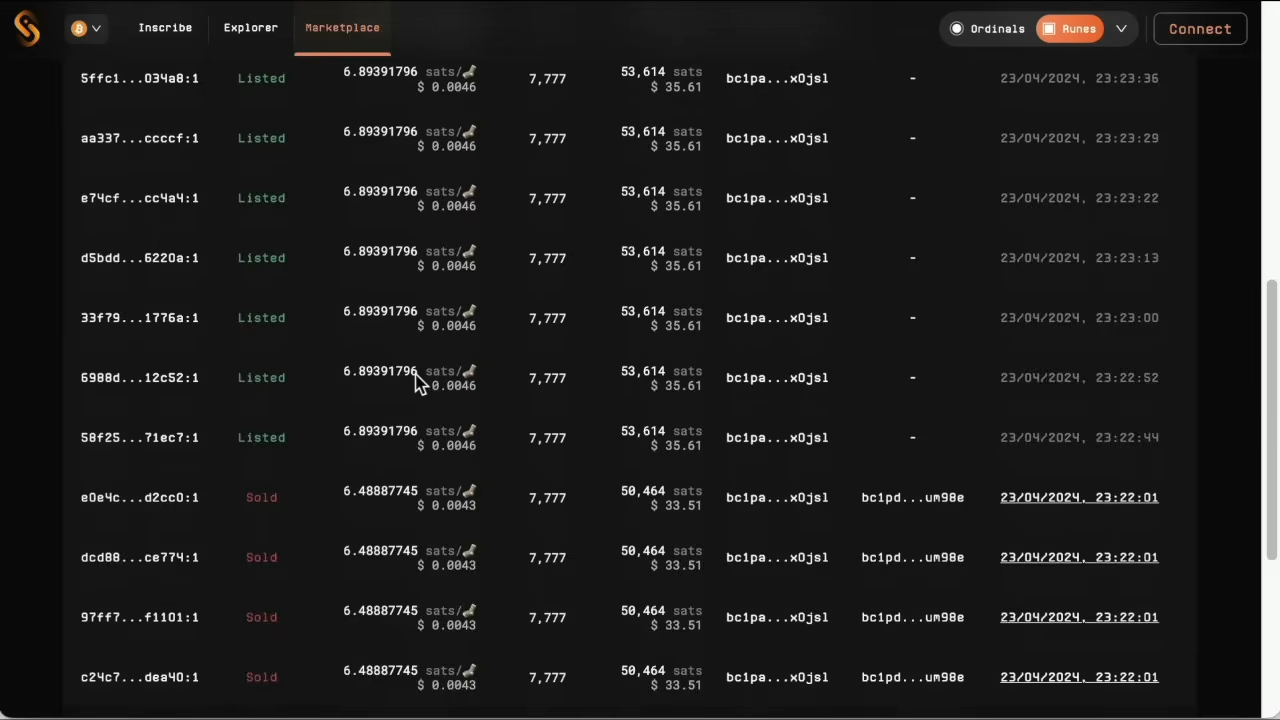 Inscribe Explorer Marketplace Ordinals Runes Connect
5ffc1...034a8:1 Listed 6.89391796 sats/ 7,777 53,614 sats bc1pa...x0jsl - 23/04/2024, 23:23:36
$ 0.0046 $ 35.61
aa337...ccccf:1 Listed 6.89391796 sats/ 7,777 53,614 sats bc1pa...x0jsl - 23/04/2024, 23:23:29
$ 0.0046 $ 35.61
e74cf...cc4a4:1 Listed 6.89391796 sats/ 7,777 53,614 sats bc1pa...x0jsl - 23/04/2024, 23:23:22
$ 0.0046 $ 35.61
d5bdd...6220a:1 Listed 6.89391796 sats/ 7,777 53,614 sats bc1pa...x0jsl - 23/04/2024, 23:23:13
$ 0.0046 $ 35.61
33f79...1776a:1 Listed 6.89391796 sats/ 7,777 53,614 sats bc1pa...x0jsl - 23/04/2024, 23:23:00
$ 0.0046 $ 35.61
6988d...12c52:1 Listed 6.89391796 sats/ 7,777 53,614 sats bc1pa...x0jsl - 23/04/2024, 23:22:52
$ 0.0046 $ 35.61
58f25...71ec7:1 Listed 6.89391796 sats/ 7,777 53,614 sats bc1pa...x0jsl - 23/04/2024, 23:22:44
$ 0.0046 $ 35.61
e0e4c...d2cc0:1 Sold 6.48887745 sats/ 7,777 50,464 sats bc1pa...x0jsl bc1pd...um98e 23/04/2024, 23:22:01
$ 0.0043 $ 33.51
dcd88...ce774:1 Sold 6.48887745 sats/ 7,777 50,464 sats bc1pa...x0jsl bc1pd...um98e 23/04/2024, 23:22:01
$ 0.0043 $ 33.51
97ff7...f1101:1 Sold 6.48887745 sats/ 7,777 50,464 sats bc1pa...x0jsl bc1pd...um98e 23/04/2024, 23:22:01
$ 0.0043 $ 33.51
c24c7...dea40:1 Sold 6.48887745 sats/ 7,777 50,464 sats bc1pa...x0jsl bc1pd...um98e 23/04/2024, 23:22:01
$ 0.0043 $ 33.51